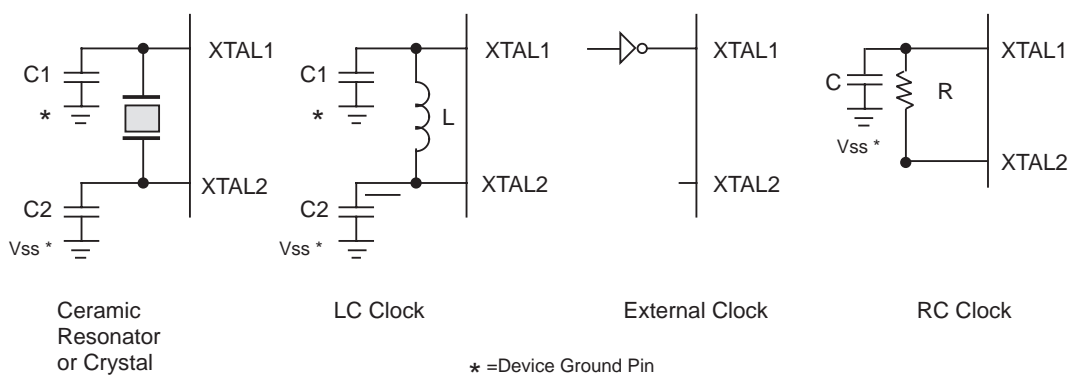 XTAL1
C1
*
XTAL2
C2
Vss *
Ceramic
Resonator
or Crystal
XTAL1
C1
*
L
XTAL2
C2
Vss *
LC Clock
XTAL1
XTAL2
External Clock
XTAL1
C
R
Vss *
XTAL2
RC Clock
* =Device Ground Pin